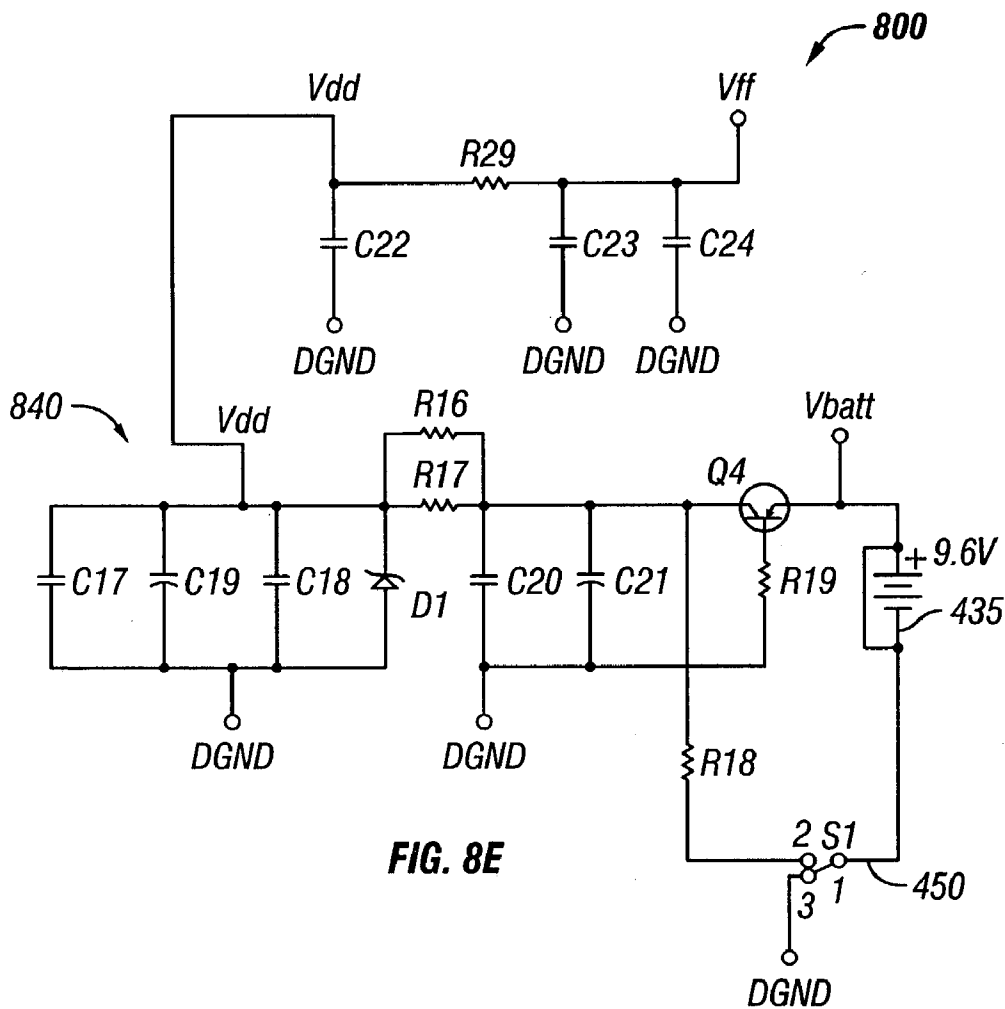 800
Vdd
Vff
R29
C22
C23
C24
DGND
DGND
DGND
840
Vdd
R16
Vbatt
R17
Q4
C17
C19
C18
D1
C20
C21
R19
+
9.6V
435
DGND
DGND
R18
FIG. 8E
2
S1
3
1
450
DGND